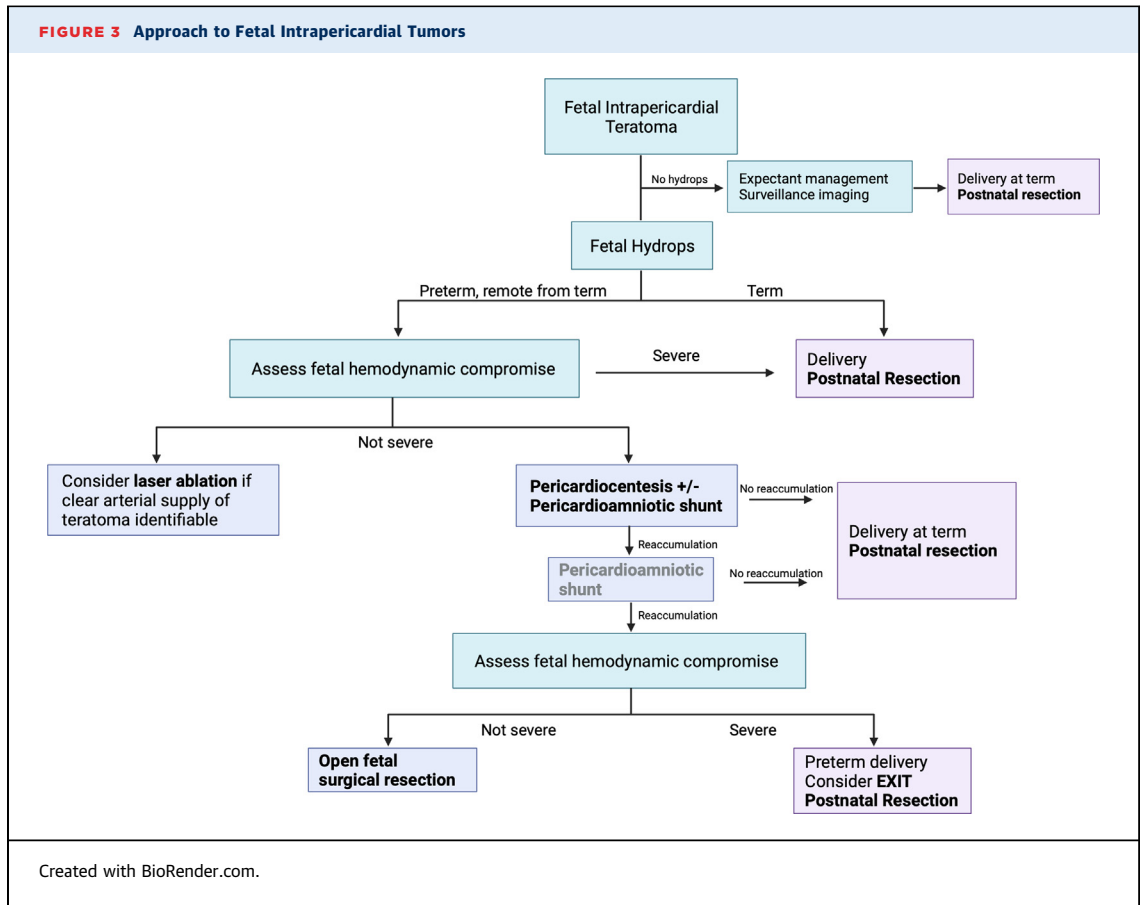 FIGURE 3 Approach to Fetal Intrapericardial Tumors
Fetal Intrapericardial
Teratoma
No hydrops
Expectant management
Surveillance imaging
Delivery at term
Postnatal resection
Fetal Hydrops
Preterm, remote from term
Term
Assess fetal hemodynamic compromise
Severe
Delivery
Postnatal Resection
Not severe
Consider laser ablation if
clear arterial supply of
teratoma identifiable
Pericardiocentesis +/-
Pericardioamniotic shunt
No reaccumulation
Delivery at term
Postnatal resection
Reaccumulation
Pericardioamniotic
shunt
No reaccumulation
Reaccumulation
Assess fetal hemodynamic compromise
Not severe
Severe
Open fetal
surgical resection
Preterm delivery
Consider EXIT
Postnatal Resection
Created with BioRender.com.